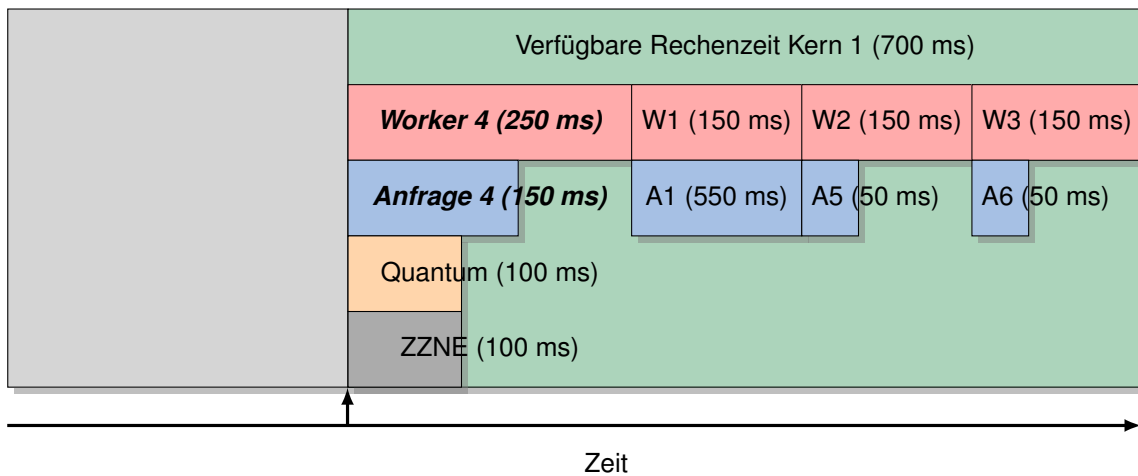 Verfügbare Rechenzeit Kern 1 (700 ms)
Worker 4 (250 ms) W1 (150 ms) W2 (150 ms) W3 (150 ms)
Anfrage 4 (150 ms) A1 (550 ms) A5 (50 ms) A6 (50 ms)
Quantum (100 ms)
ZZNE (100 ms)
Zeit